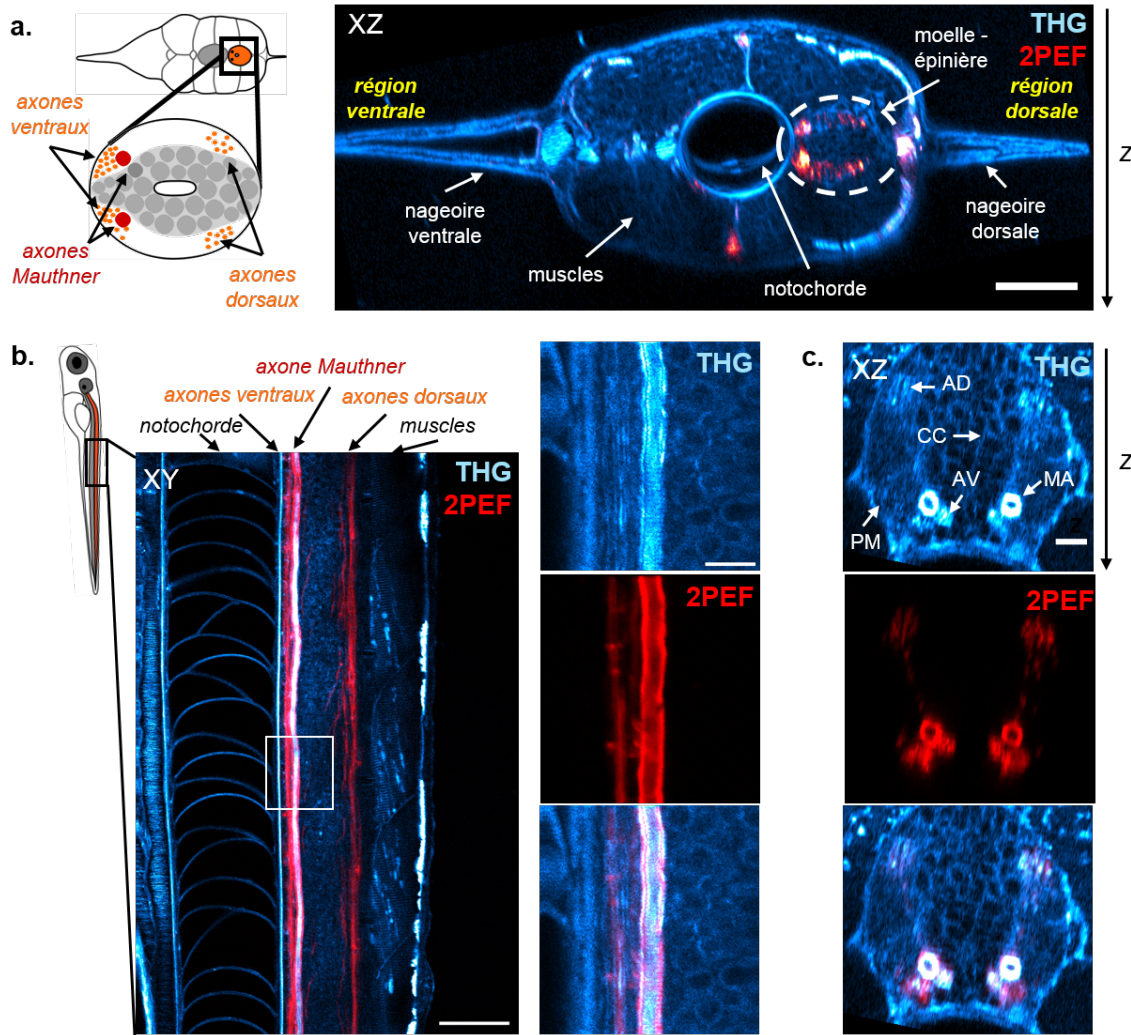 a.
axones
ventraux
axones
Mauthner
axones
dorsaux
XZ
THG
2PEF
région
ventrale
moelle -
épinière
région
dorsale
nageoire
ventrale
muscles
notochorde
nageoire
dorsale
z
b.
axone Mauthner
axones ventraux
axones dorsaux
notochorde
muscles
XY
THG
2PEF
THG
2PEF
c.
XZ
THG
AD
CC
AV
MA
PM
z
z
2PEF